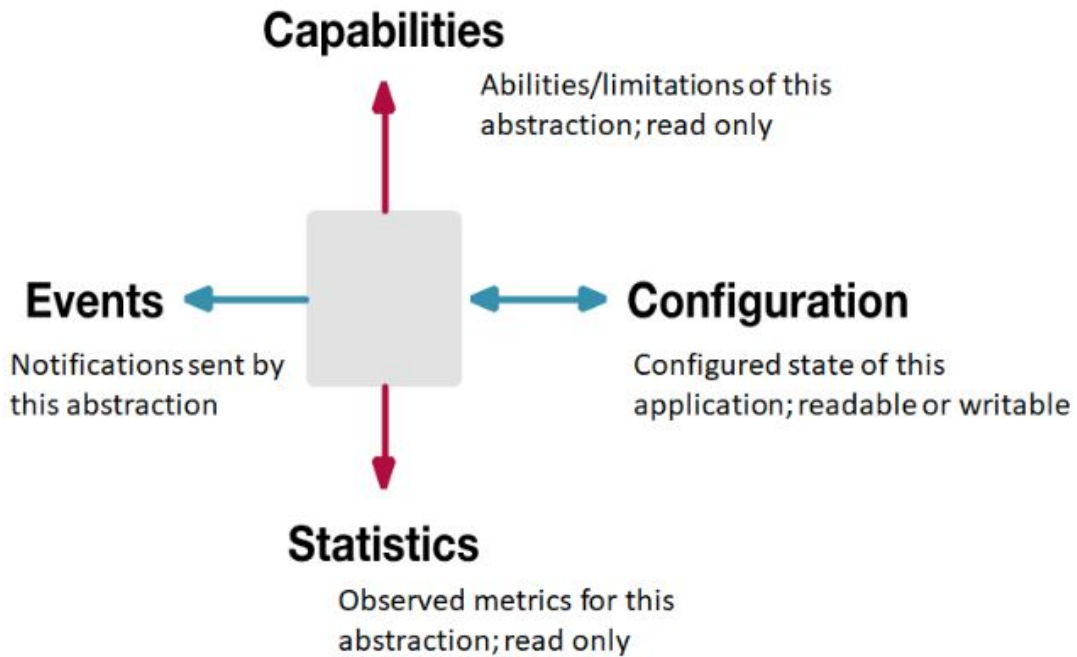 Capabilities
Abilities/limitations of this
abstraction; read only
Events
Notifications sent by
this abstraction
Configuration
Configured state of this
application; readable or writable
Statistics
Observed metrics for this
abstraction; read only